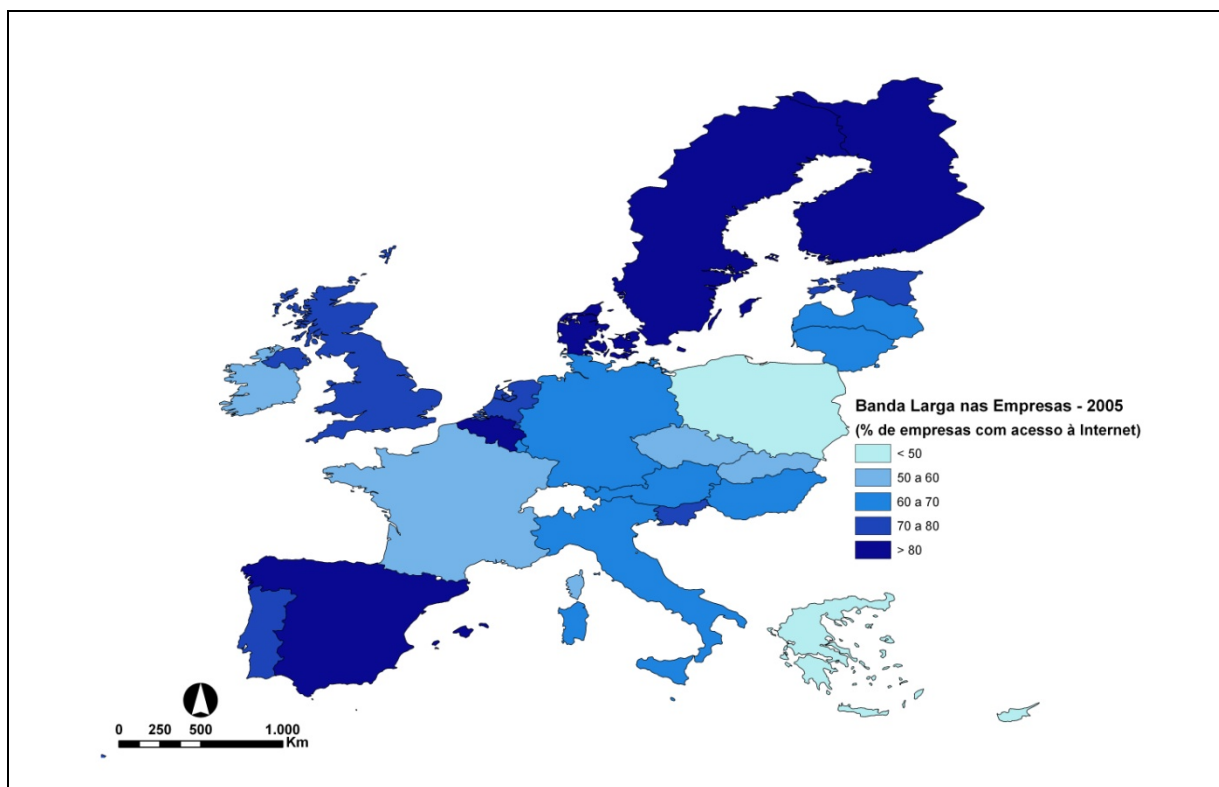 Banda Larga nas Empresas - 2005
(% de empresas com acesso à Internet)
< 50
50 a 60
60 a 70
70 a 80
> 80
0 250 500 1.000
Km